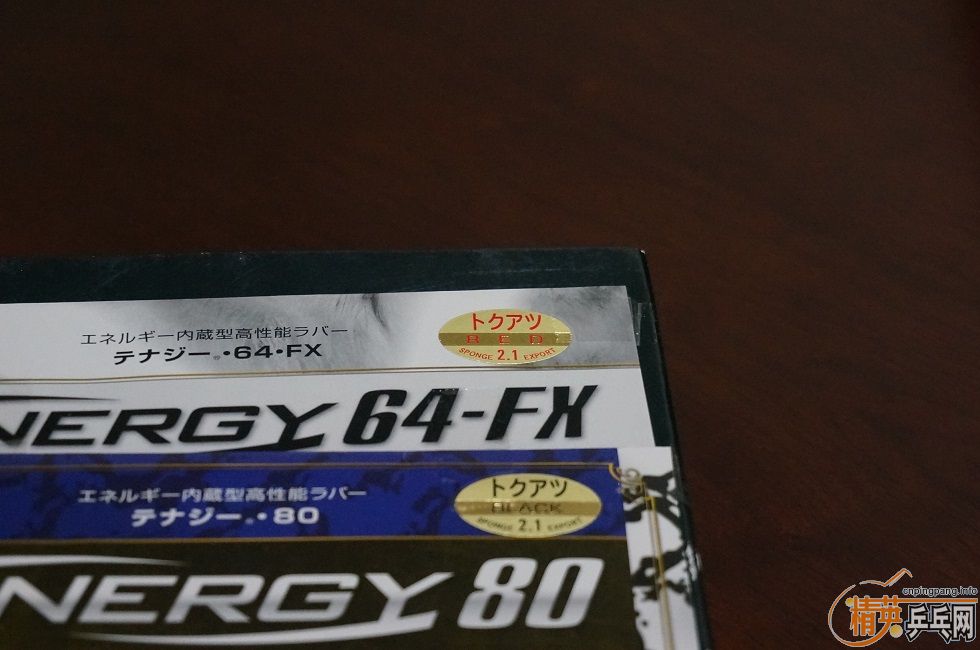 エネルギー内蔵型高性能ラバー
テナジー®・64・FX
トクアツ
RED
SPONGE 2.1 EXPORT
NERGY 64-FX
エネルギー内蔵型高性能ラバー
テナジー®・80
トクアツ
BLACK
SPONGE 2.1 EXPORT
NERGY 80
cnpingpang.info
精英乒乓网